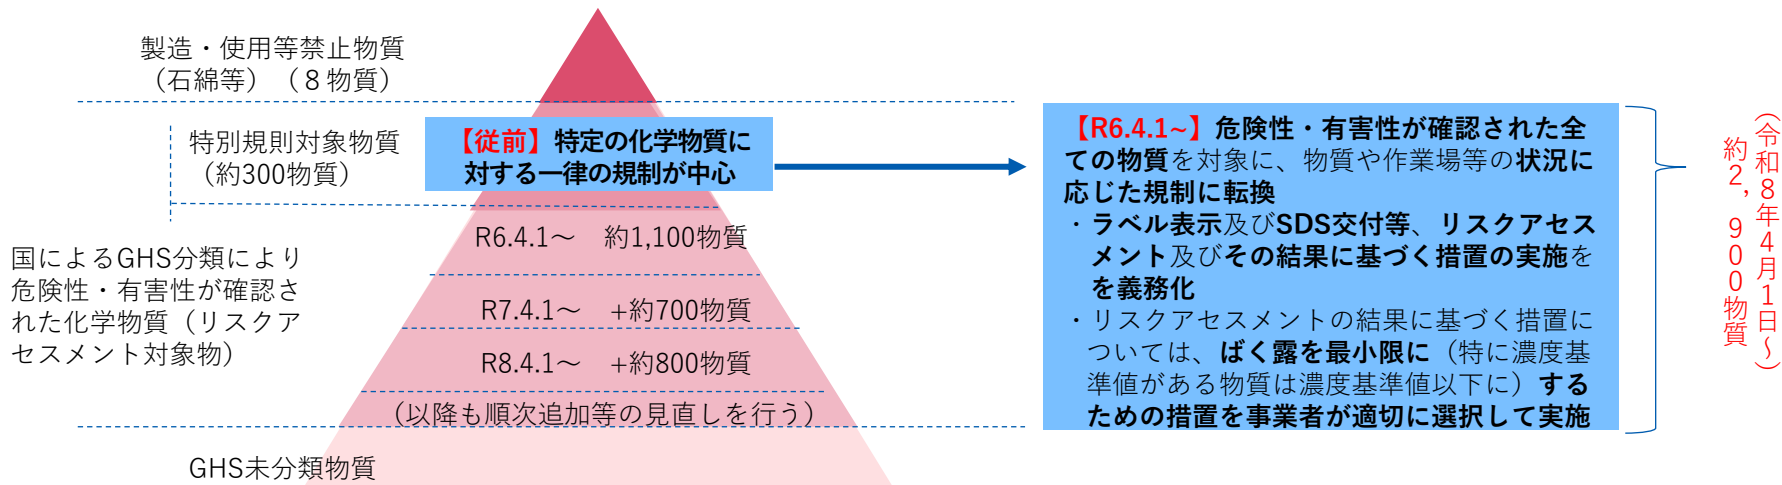 製造・使用等禁止物質
（石綿等）（８物質）
特別規則対象物質
（約300物質）
【従前】特定の化学物質に
対する一律の規制が中心
国によるGHS分類により
危険性・有害性が確認さ
れた化学物質（リスクア
セスメント対象物）
R6.4.1～　約1,100物質
R7.4.1～　+約700物質
R8.4.1～　+約800物質
（以降も順次追加等の見直しを行う）
GHS未分類物質
【R6.4.1~】危険性・有害性が確認された全
ての物質を対象に、物質や作業場等の状況に
応じた規制に転換
・ラベル表示及びSDS交付等、リスクアセス
メント及びその結果に基づく措置の実施を
を義務化
・リスクアセスメントの結果に基づく措置に
ついては、ばく露を最小限に（特に濃度基
準値がある物質は濃度基準値以下に）する
ための措置を事業者が適切に選択して実施
（令和８年４月１日～）
約２，９００物質